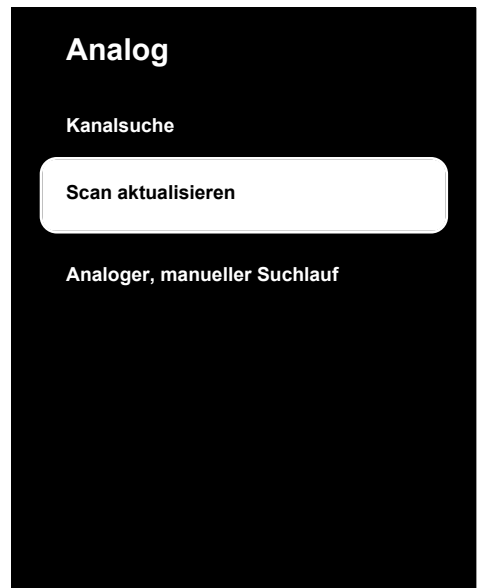 Analog
Kanalsuche
Scan aktualisieren
Analoger, manueller Suchlauf